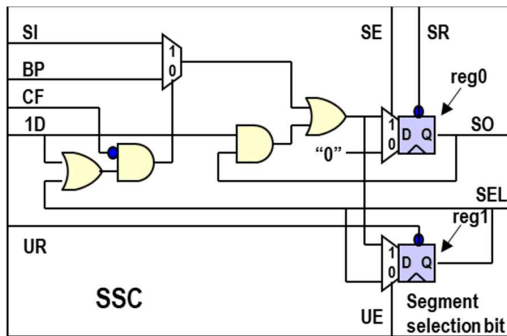 SI
SE
SR
1
0
BP
reg0
CF
1D
1
D Q
SO
"0"
0
SEL
reg1
UR
1
D Q
0
SSC
UE
Segment
selection bit